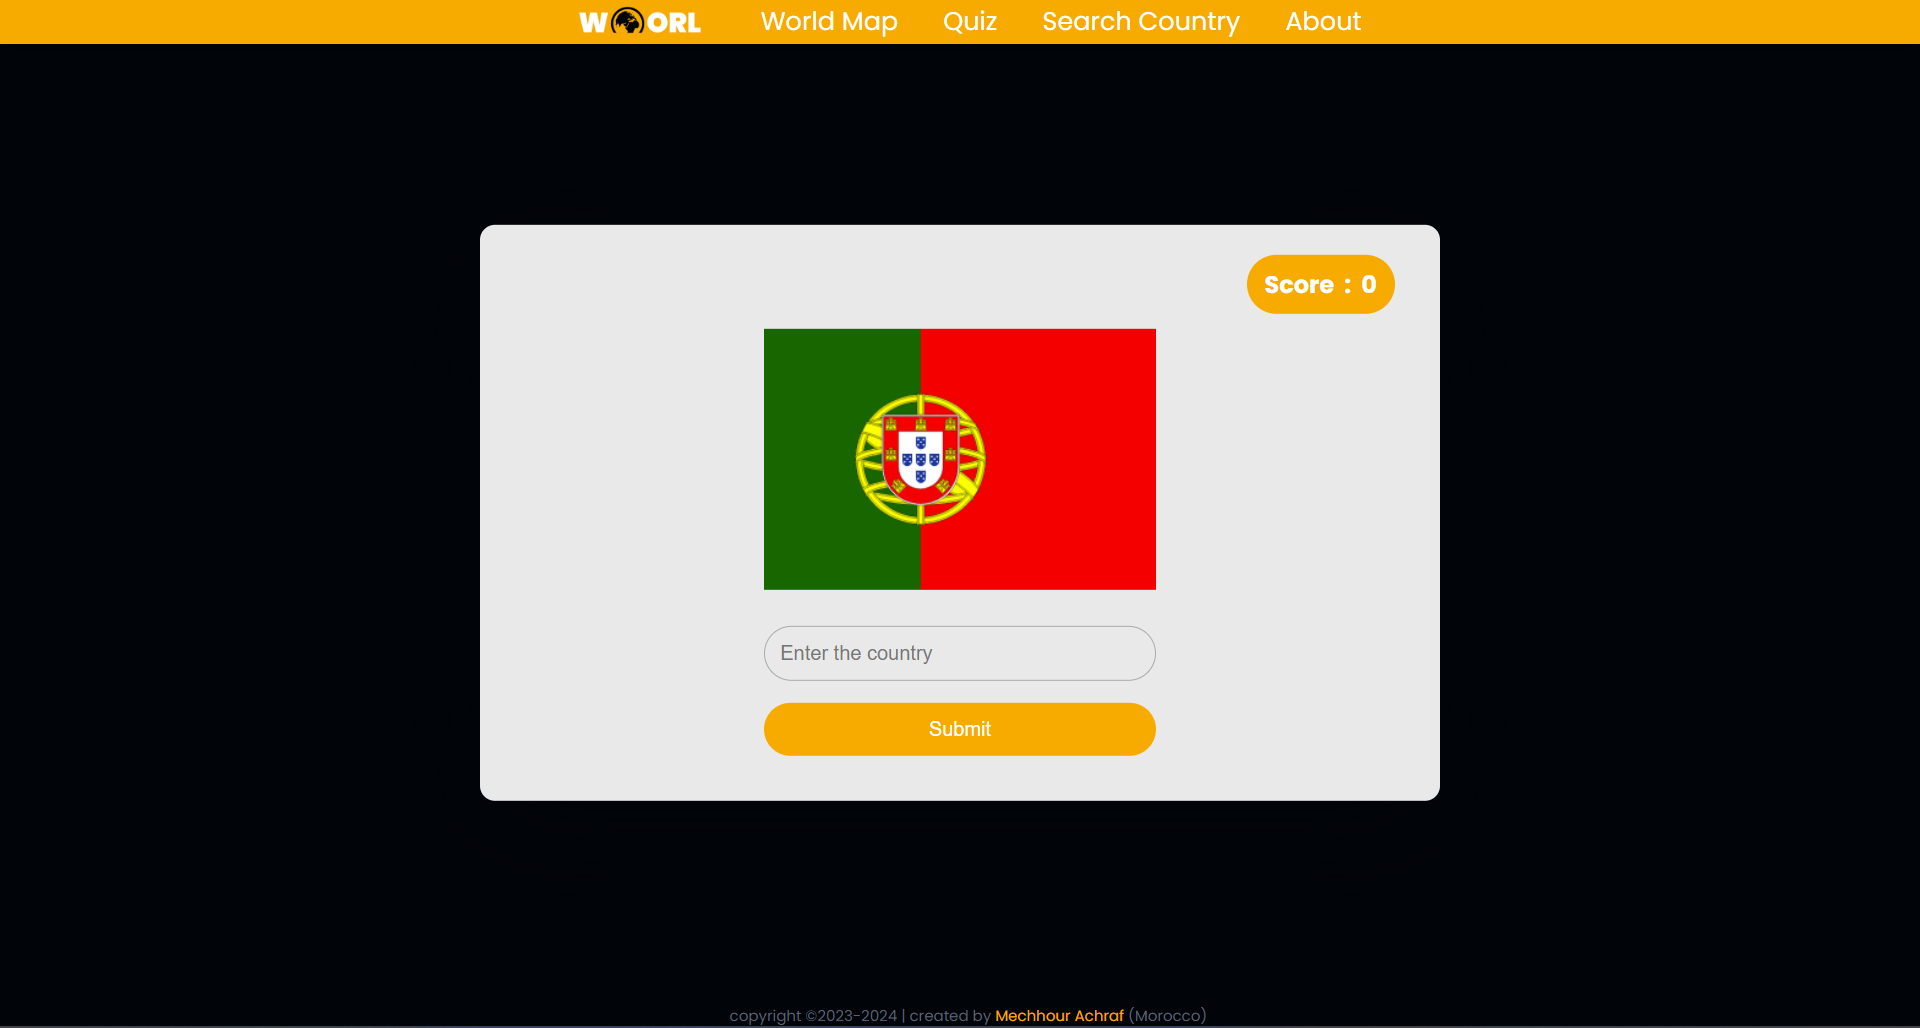 WOORL World Map Quiz Search Country About
Score : 0
Enter the country
Submit
copyright ©2023-2024 | created by Mechhour Achraf (Morocco)